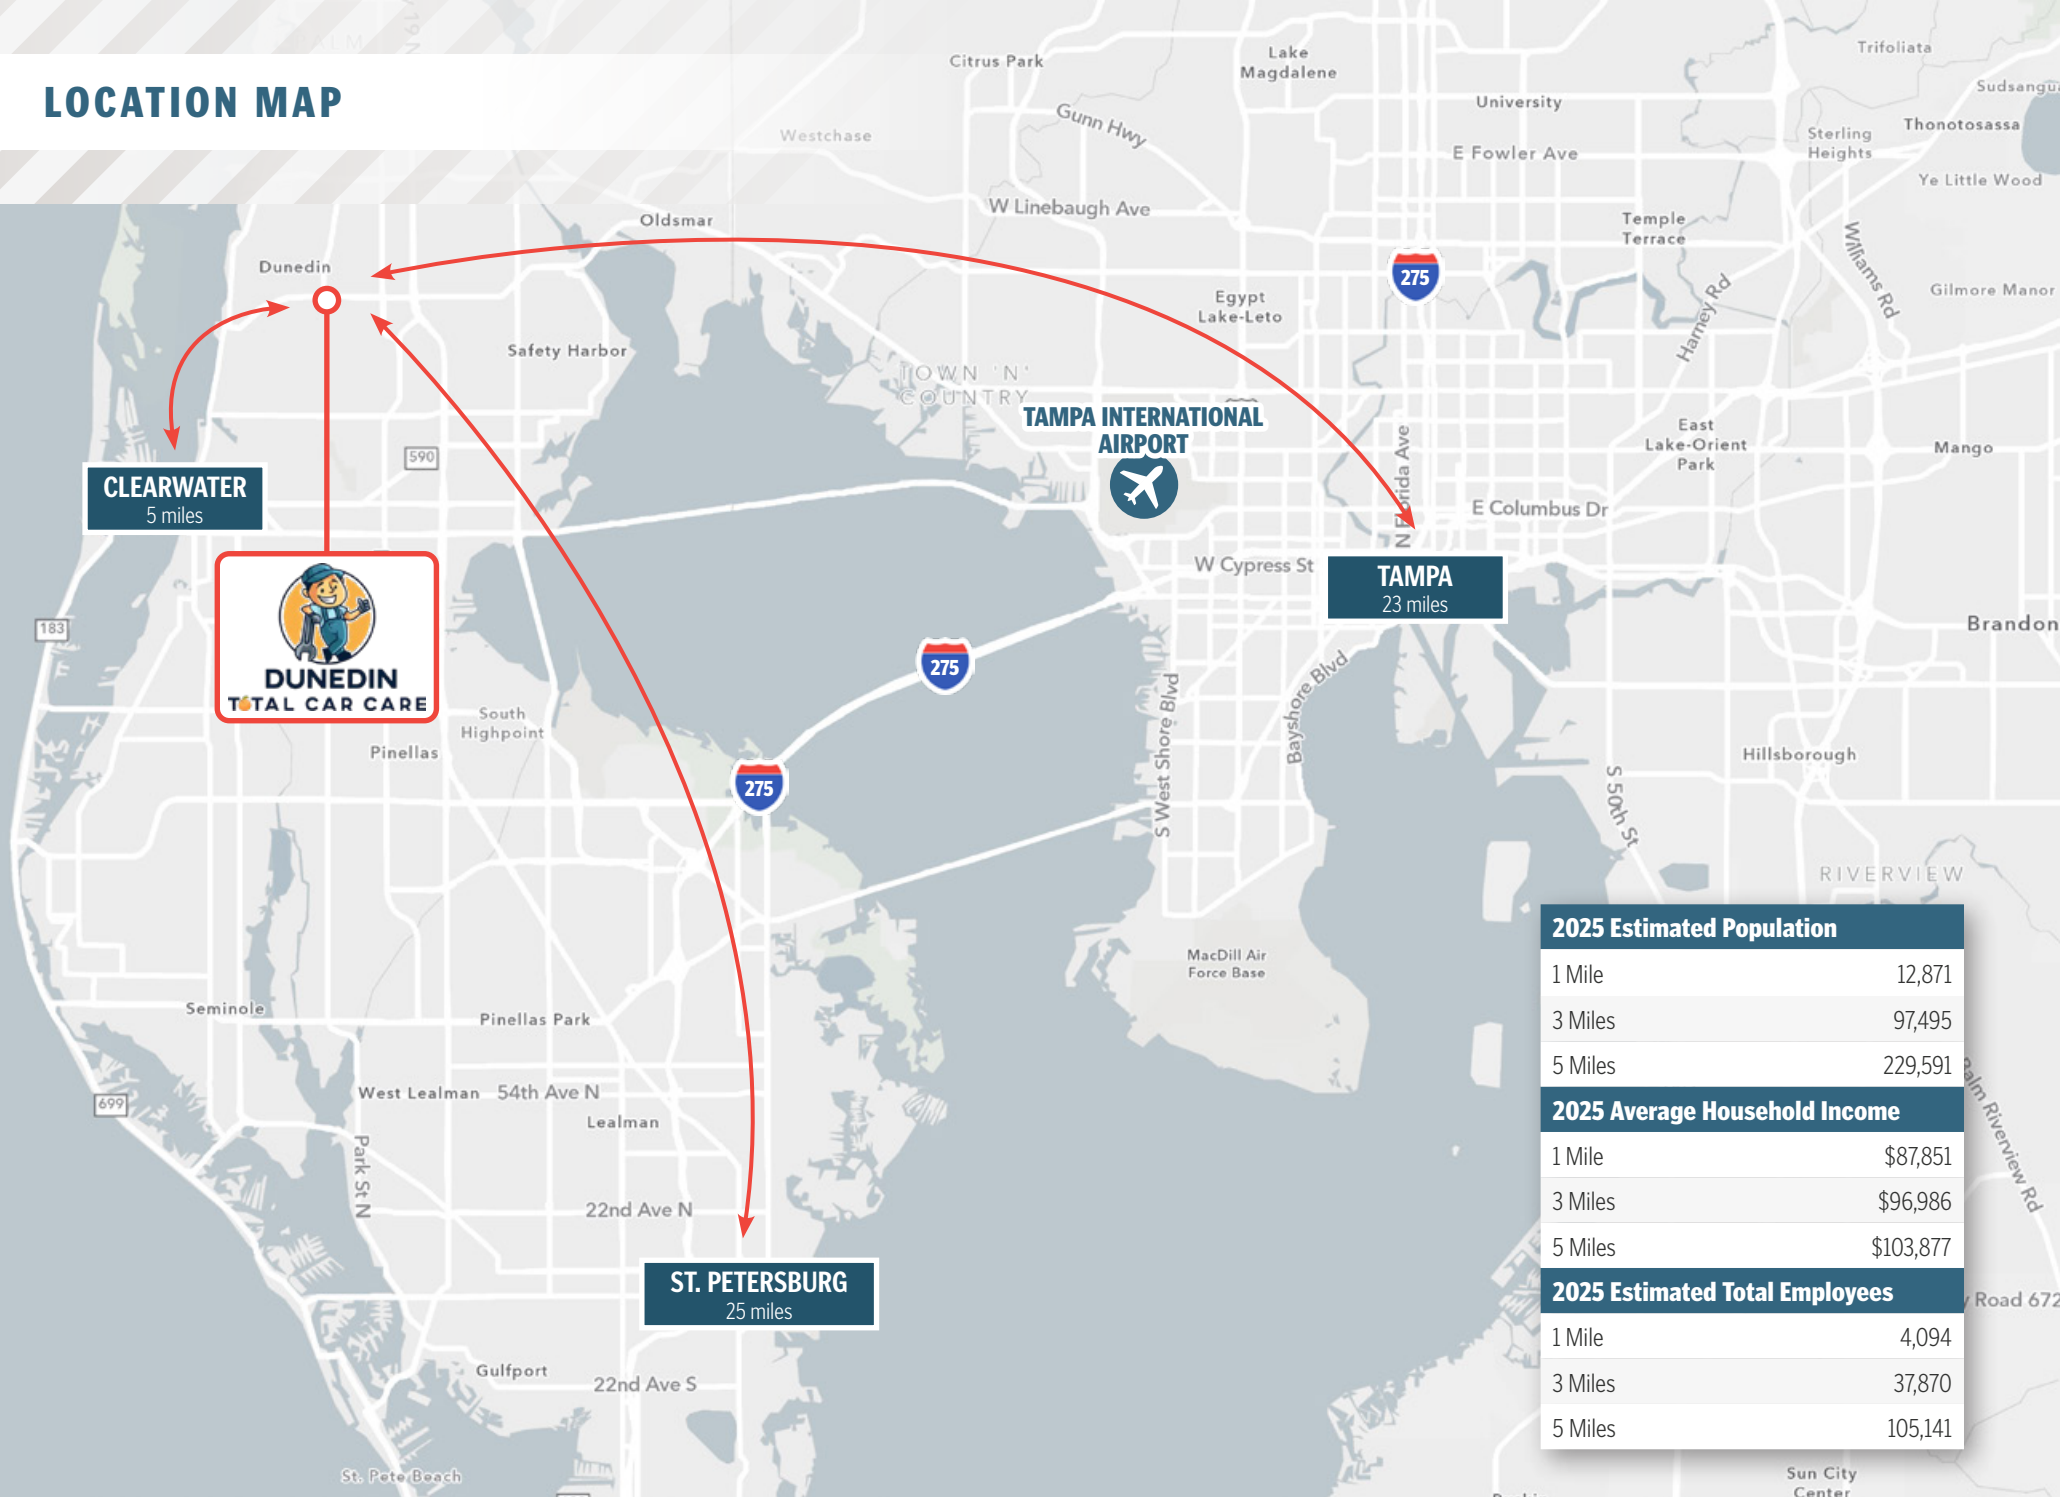 LOCATION MAP
PALM
19 N
Citrus Park
Lake
Magdalene
Trifoliata
University
Gunn Hwy
Westchase
Sterling
Heights
Thonotosassa
E Fowler Ave
Ye Little Wood
W Linebaugh Ave
Oldsmar
Temple
Terrace
Williams Rd
Dunedin
275
Egypt
Lake-Leto
Harney Rd
Gilmore Manor
Safety Harbor
TOWN 'N'
COUNTRY
TAMPA INTERNATIONAL
AIRPORT
N Florida Ave
East
Lake-Orient
Park
Mango
590
CLEARWATER
5 miles
E Columbus Dr
W Cypress St
TAMPA
23 miles
183
Brandon
DUNEDIN
TOTAL CAR CARE
275
Bayshore Blvd
S West Shore Blvd
South
Highpoint
Pinellas
275
Hillsborough
S 50th St
RIVERVIEW
MacDill Air
Force Base
Seminole
Pinellas Park
699
West Lealman
54th Ave N
Lealman
Park St N
22nd Ave N
ST. PETERSBURG
25 miles
Gulfport
22nd Ave S
St. Pete Beach
2025 Estimated Population
1 Mile 12,871
3 Miles 97,495
5 Miles 229,591
2025 Average Household Income
1 Mile $87,851
3 Miles $96,986
5 Miles $103,877
2025 Estimated Total Employees
1 Mile 4,094
3 Miles 37,870
5 Miles 105,141
Balm Riverview Rd
Road 672
Sun City
Center